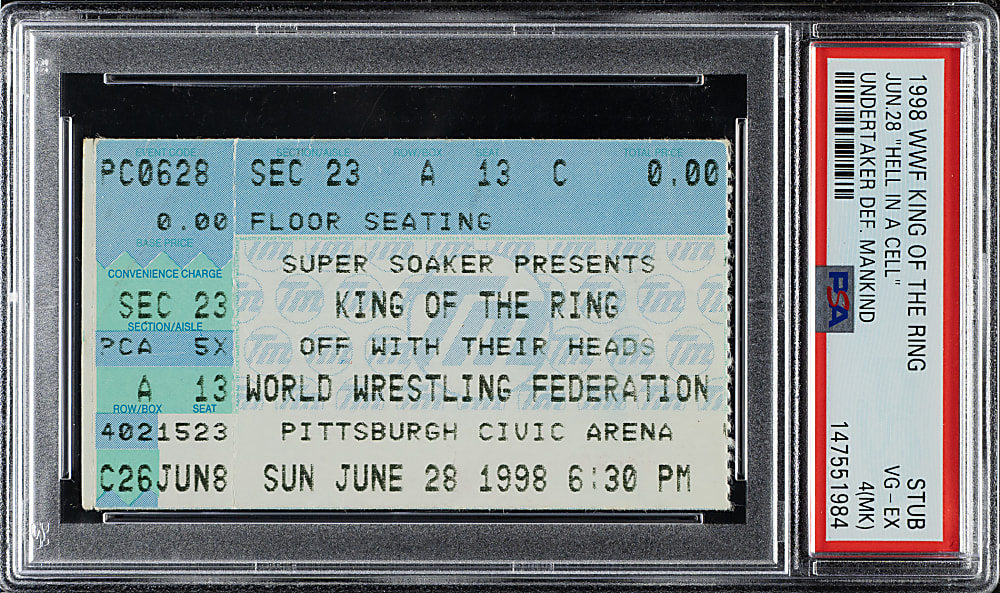 EVENT CODE SECTION/AISLE ROW/BOX SEAT TOTAL PRICE
PC0628 SEC 23 A 13 C 0.00
0.00 FLOOR SEATING
BASE PRICE
SUPER SOAKER PRESENTS
CONVENIENCE CHARGE
SEC 23 KING OF THE RING
SECTION/AISLE
PCA 5X OFF WITH THEIR HEADS
A 13 WORLD WRESTLING FEDERATION
ROW/BOX SEAT
4021523 PITTSBURGH CIVIC ARENA
C26JUN8 SUN JUNE 28 1998 6:30 PM
1998 WWF KING OF THE RING STUB
JUN.28 "HELL IN A CELL" VG-EX
UNDERTAKER DEF. MANKIND 4(MK)
PSA 147551984